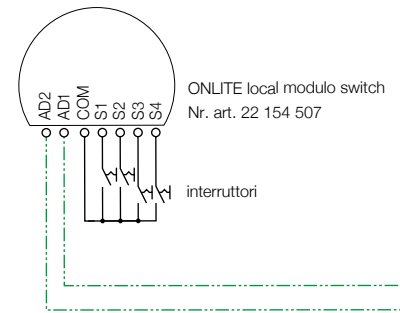 ONLITE local modulo switch
Nr. art. 22 154 507
AD2
AD1
COM
S1
S2
S3
S4
interruttori